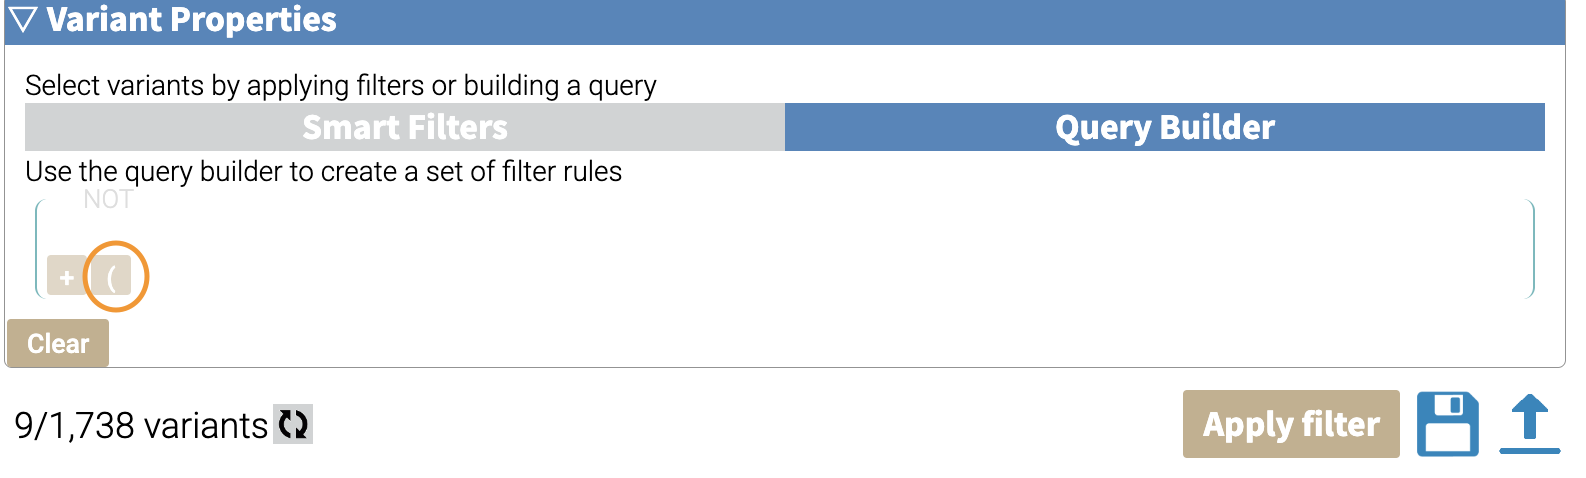 Variant Properties
Select variants by applying filters or building a query
Smart Filters Query Builder
Use the query builder to create a set of filter rules
NOT
+ (
Clear
9/1,738 variants Apply filter